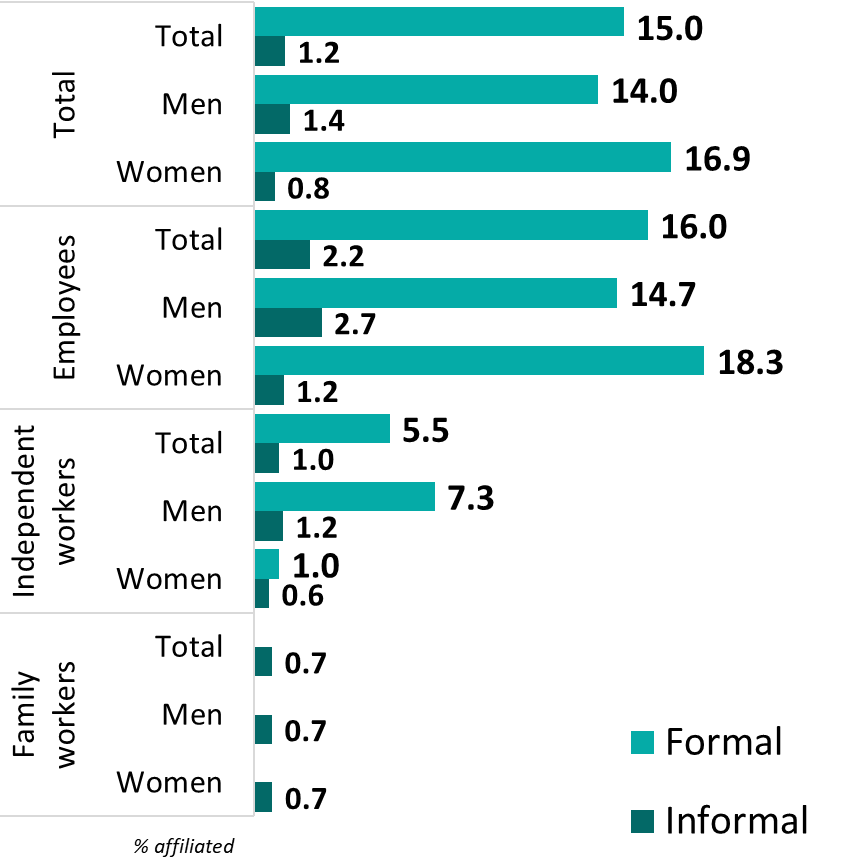 Total
Total
15.0
1.2
Men
14.0
1.4
Women
16.9
0.8
Employees
Total
16.0
2.2
Men
14.7
2.7
Women
18.3
1.2
Independent
workers
Total
5.5
1.0
Men
7.3
1.2
Women
1.0
0.6
Family
workers
Total
0.7
Men
0.7
Women
0.7
Formal
Informal
% affiliated